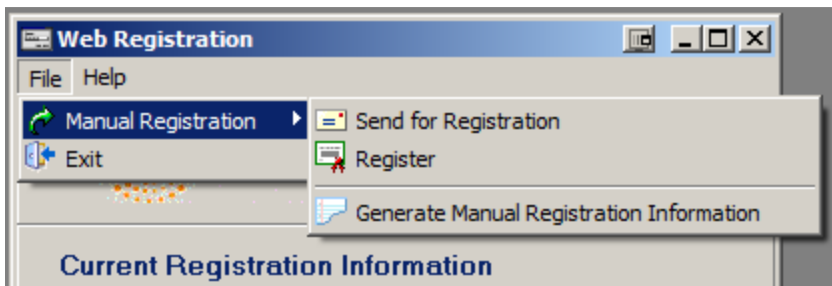 Web Registration
File Help
Manual Registration
Send for Registration
Exit
Register
Generate Manual Registration Information
Current Registration Information